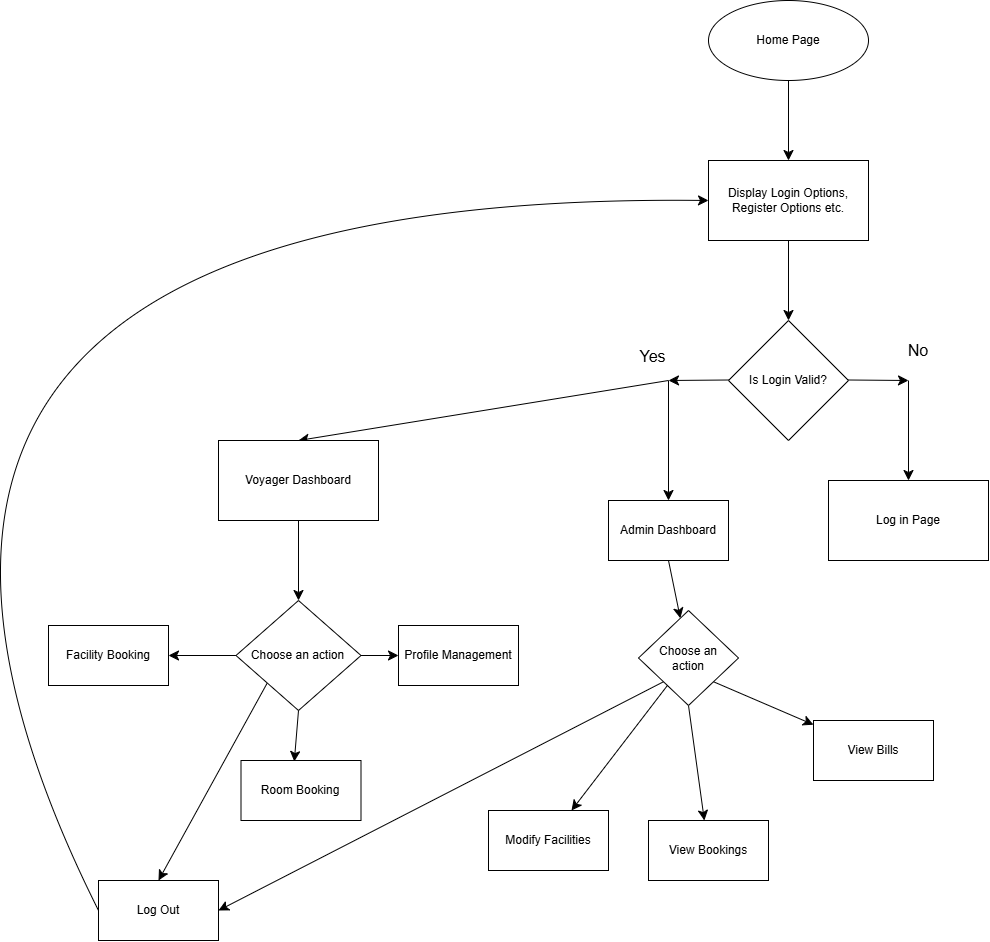 Home Page
Display Login Options,
Register Options etc.
Yes
No
Is Login Valid?
Voyager Dashboard
Admin Dashboard
Log in Page
Facility Booking
Choose an action
Profile Management
Choose an
action
Room Booking
View Bills
Modify Facilities
View Bookings
Log Out